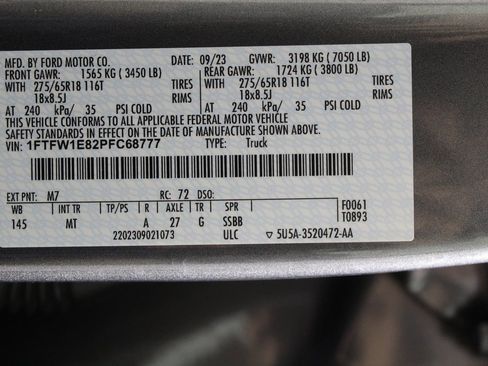 MFD. BY FORD MOTOR CO. 09/23 GVWR: 3198 KG ( 7050 LB)
FRONT GAWR: 1565 KG ( 3450 LB) REAR GAWR: 1724 KG ( 3800 LB)
WITH 275/65R18 116T TIRES WITH 275/65R18 116T TIRES
18x8.5J RIMS 18x8.5J RIMS
AT 240 kPa/ 35 PSI COLD AT 240 kPa/ 35 PSI COLD
THIS VEHICLE CONFORMS TO ALL APPLICABLE FEDERAL MOTOR VEHICLE
SAFETY STANDARDS IN EFFECT ON THE DATE OF MANUFACTURE SHOWN ABOVE.
VIN: 1FTFW1E82PFC68777 TYPE: Truck
EXT PNT: M7 RC: 72 DSO: F0061
WB INT TR TP/PS R AXLE TR SPR T0893
145 MT A 27 G SSBB
2202309021073 ULC ▽ 5U5A-3520472-AA